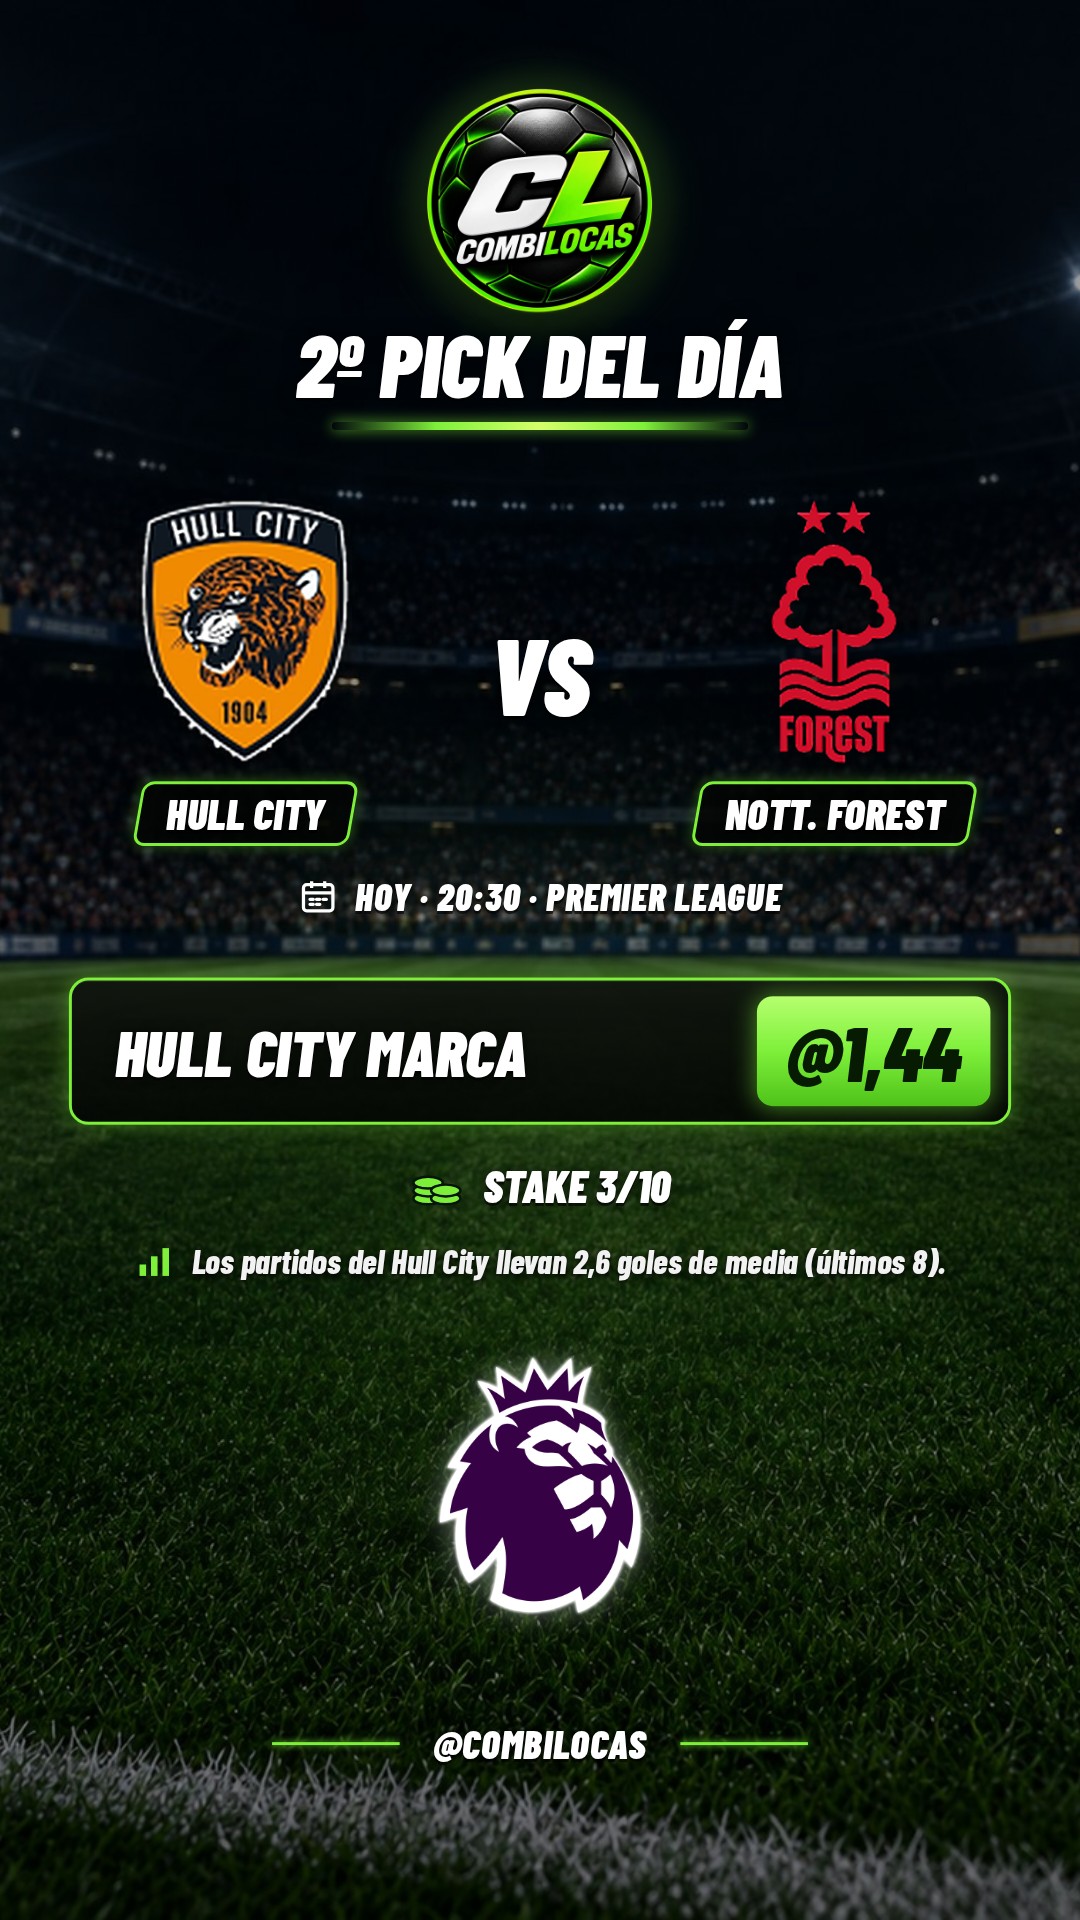 CL
COMBILOCAS
2º PICK DEL DÍA
HULL CITY
1904
VS
FOREST
HULL CITY
NOTT. FOREST
HOY · 20:30 · PREMIER LEAGUE
HULL CITY MARCA
@1,44
STAKE 3/10
Los partidos del Hull City llevan 2,6 goles de media (últimos 8).
@COMBILOCAS